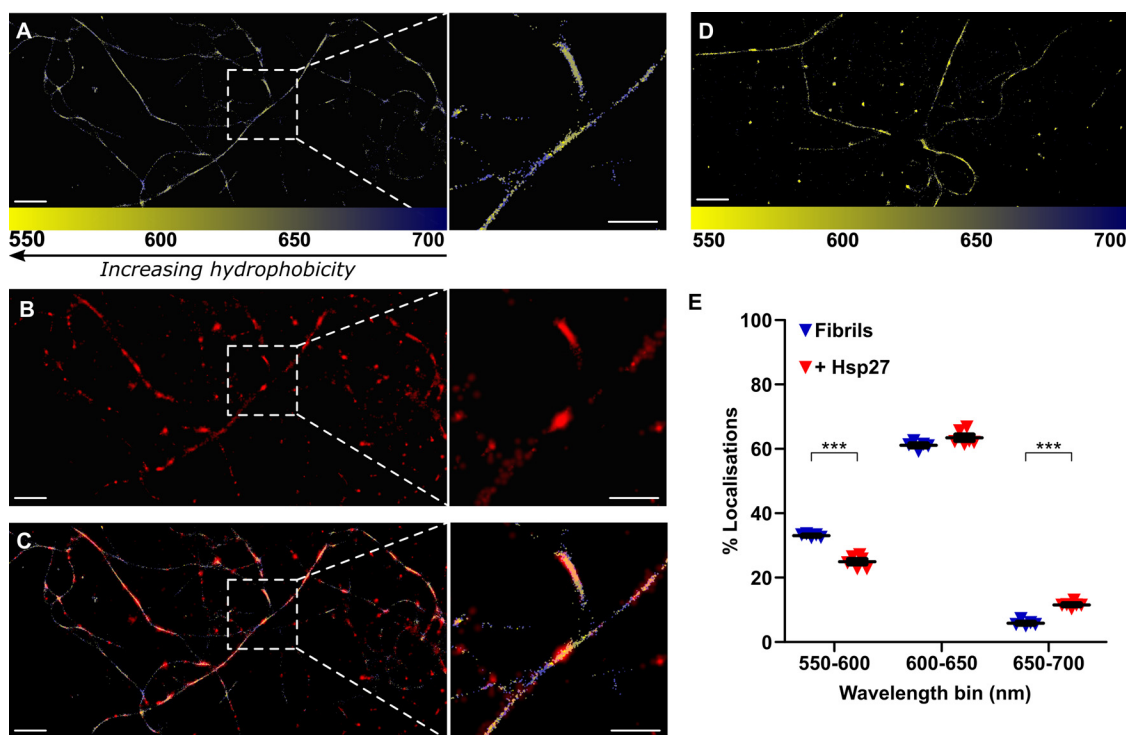 A
550 600 650 700
Increasing hydrophobicity
B
C
D
550 600 650 700
E
% Localisations
100
80
60
40
20
0
Fibrils
+ Hsp27
***
***
550-600 600-650 650-700
Wavelength bin (nm)